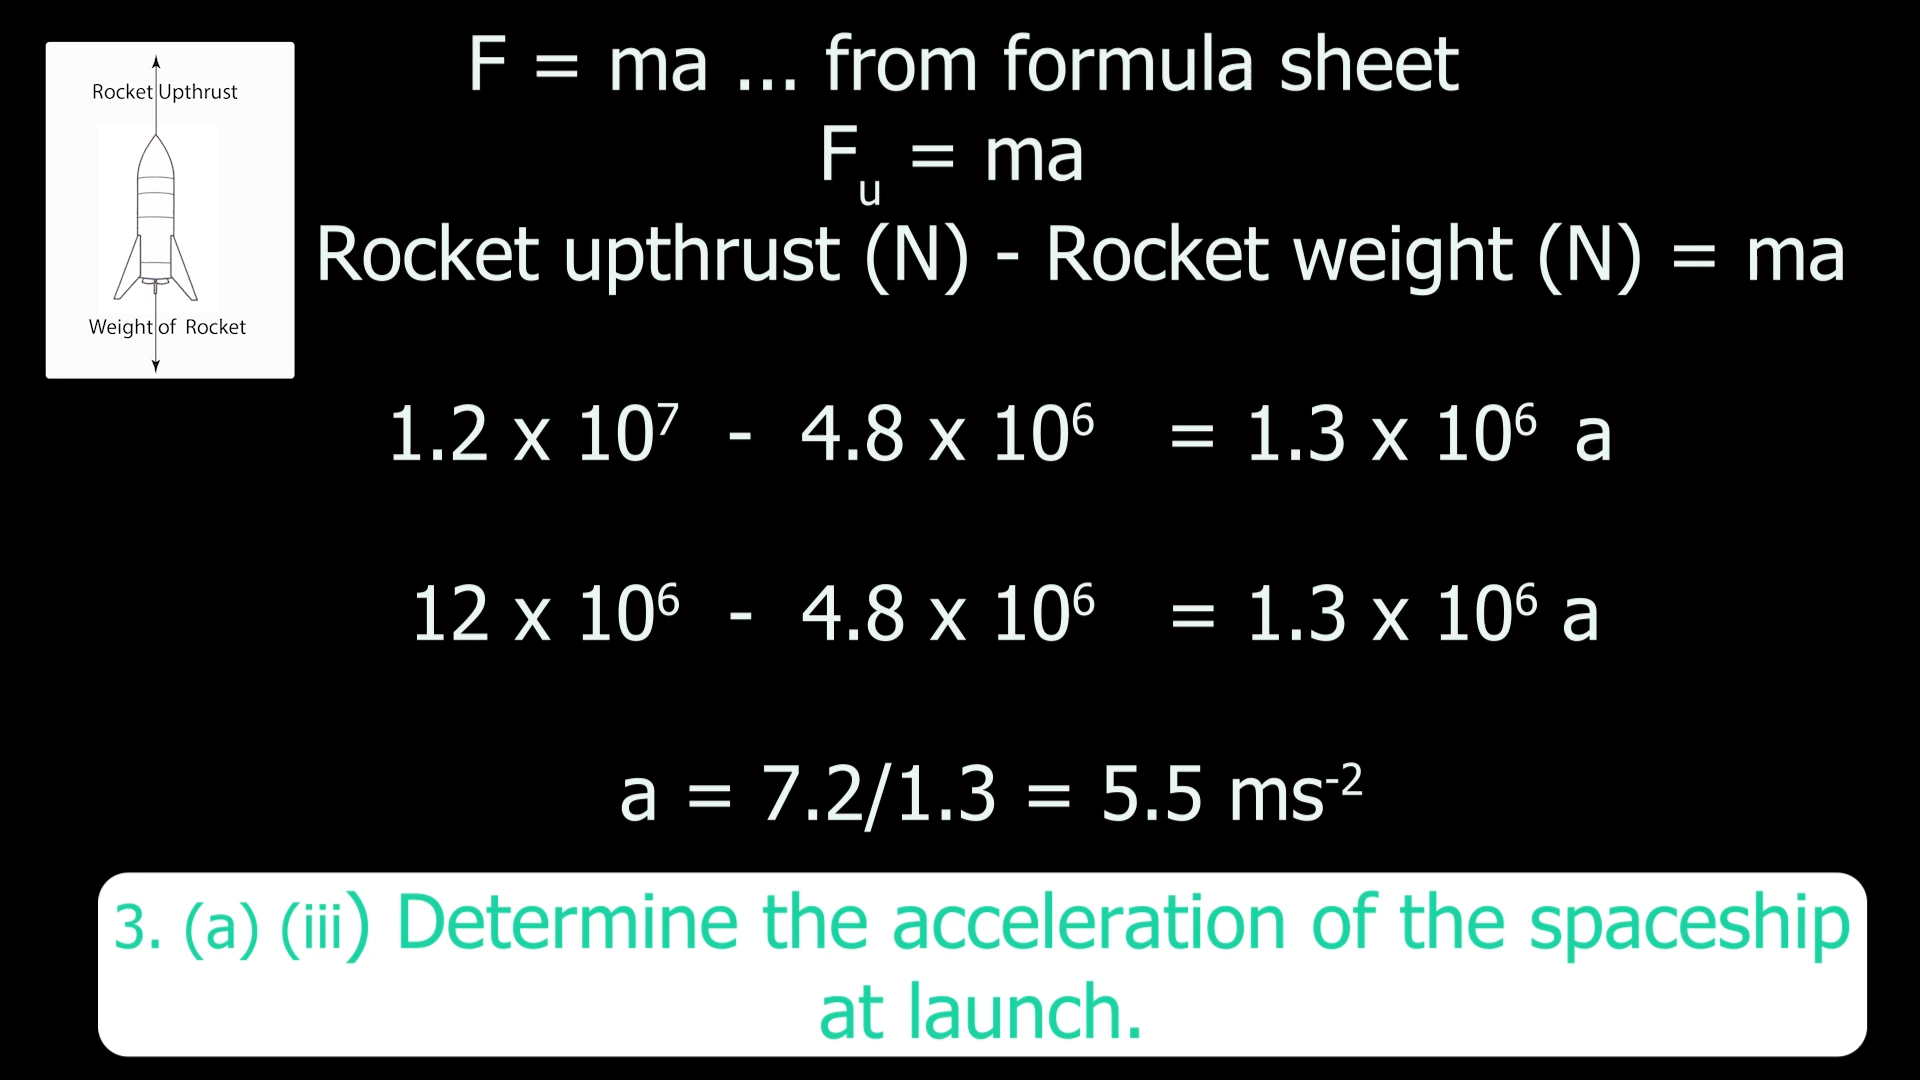 F = ma ... from formula sheet
Rocket Upthrust
Fᵤ = ma
Rocket upthrust (N) - Rocket weight (N) = ma
Weight of Rocket
1.2 x 10⁷ - 4.8 x 10⁶ = 1.3 x 10⁶ a
12 x 10⁶ - 4.8 x 10⁶ = 1.3 x 10⁶ a
a = 7.2/1.3 = 5.5 ms⁻²
3. (a) (iii) Determine the acceleration of the spaceship
at launch.